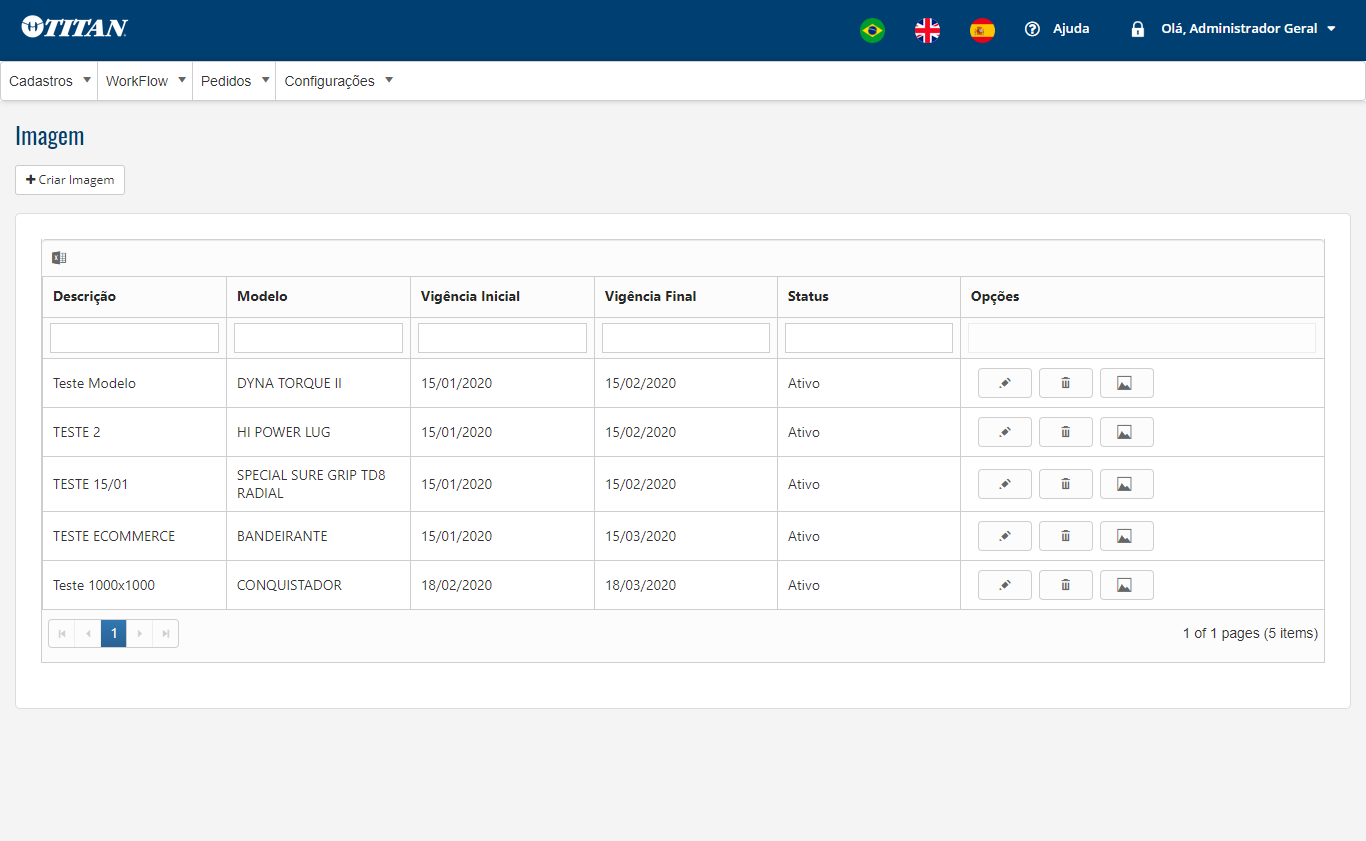 TITAN
Ajuda
Olá, Administrador Geral
Cadastros WorkFlow Pedidos Configurações
Imagem
Criar Imagem
Descrição Modelo Vigência Inicial Vigência Final Status Opções
Teste Modelo DYNA TORQUE II 15/01/2020 15/02/2020 Ativo
TESTE 2 HI POWER LUG 15/01/2020 15/02/2020 Ativo
TESTE 15/01 SPECIAL SURE GRIP TD8 RADIAL 15/01/2020 15/02/2020 Ativo
TESTE ECOMMERCE BANDEIRANTE 15/01/2020 15/03/2020 Ativo
Teste 1000x1000 CONQUISTADOR 18/02/2020 18/03/2020 Ativo
1
1 of 1 pages (5 items)